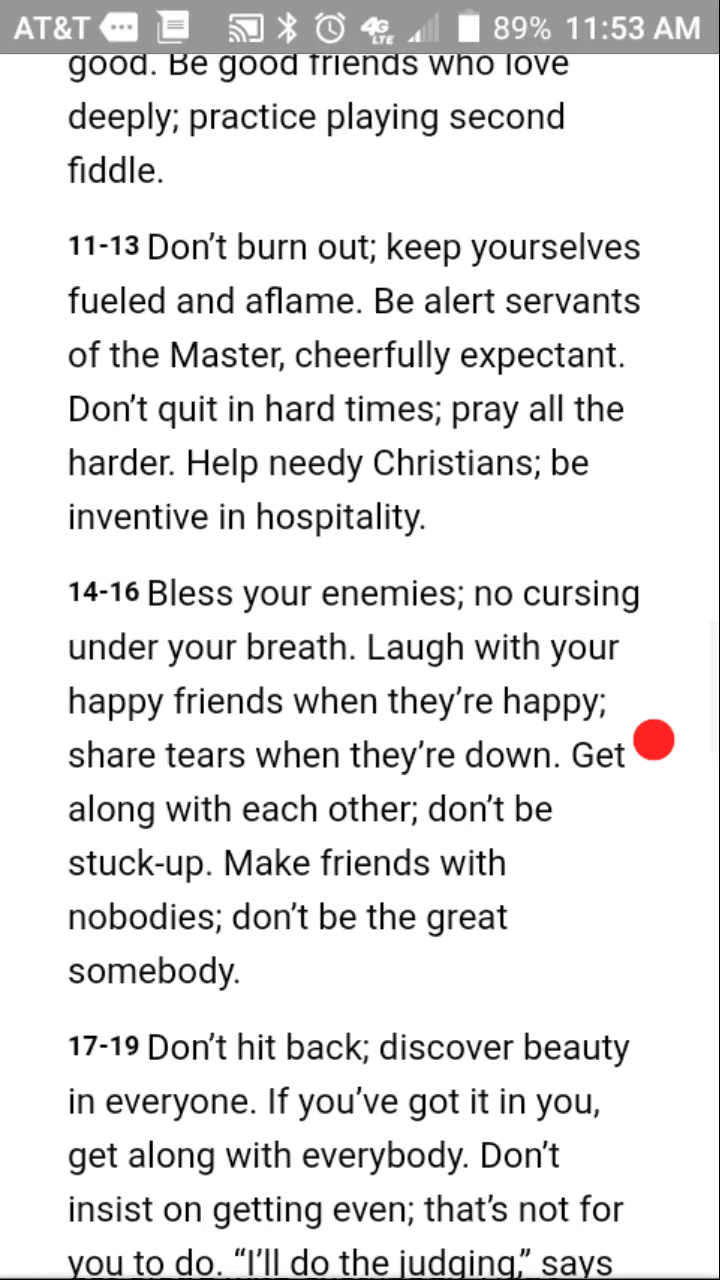 AT&T 4G LTE 89% 11:53 AM
good. Be good friends who love
deeply; practice playing second
fiddle.
11-13 Don’t burn out; keep yourselves
fueled and aflame. Be alert servants
of the Master, cheerfully expectant.
Don’t quit in hard times; pray all the
harder. Help needy Christians; be
inventive in hospitality.
14-16 Bless your enemies; no cursing
under your breath. Laugh with your
happy friends when they’re happy;
share tears when they’re down. Get
along with each other; don’t be
stuck-up. Make friends with
nobodies; don’t be the great
somebody.
17-19 Don’t hit back; discover beauty
in everyone. If you’ve got it in you,
get along with everybody. Don’t
insist on getting even; that’s not for
you to do. “I’ll do the judging,” says